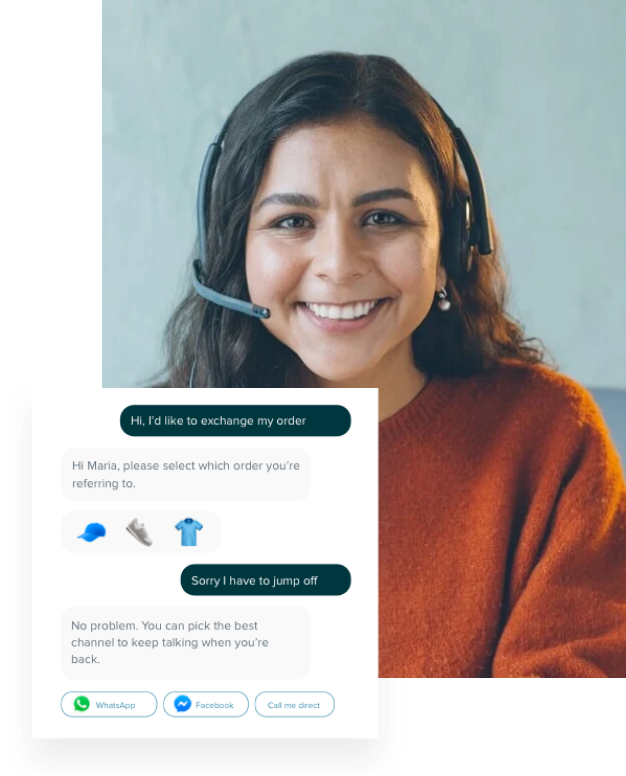 Hi, I'd like to exchange my order
Hi Maria, please select which order you're
referring to.
Sorry I have to jump off
No problem. You can pick the best
channel to keep talking when you're
back.
WhatsApp
Facebook
Call me direct